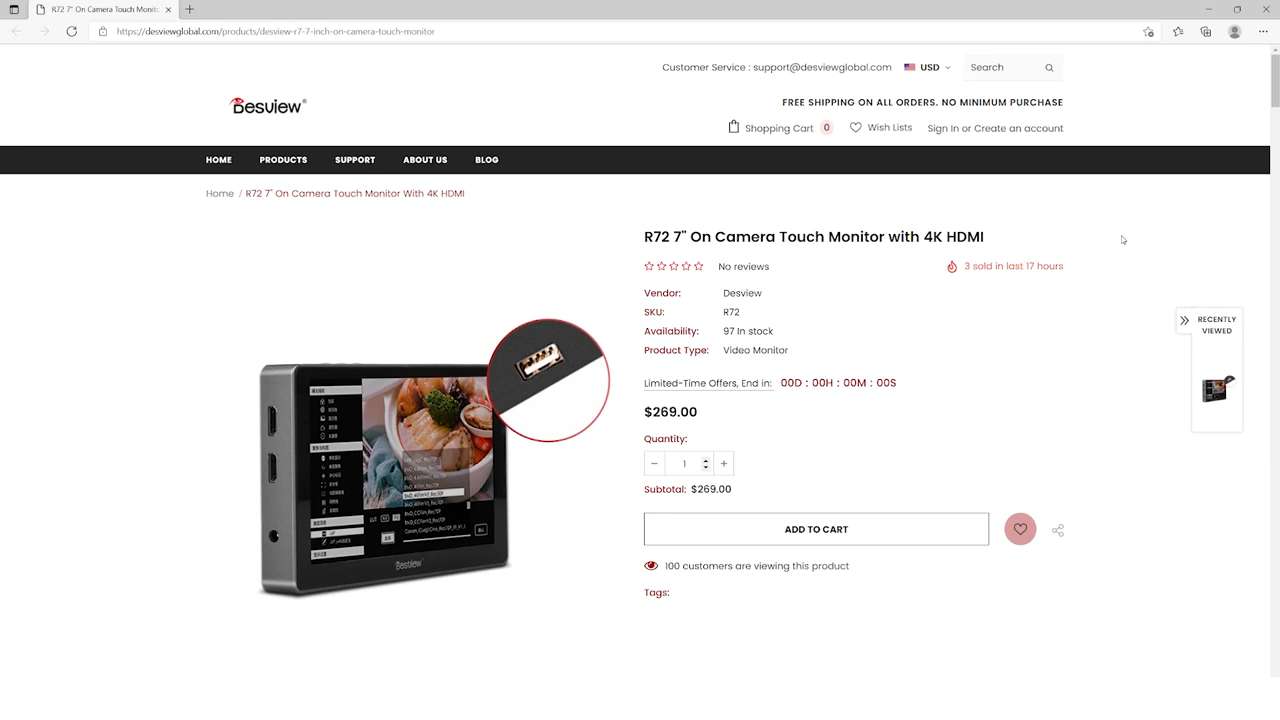 R72 7" On Camera Touch Monito
https://desviewglobal.com/products/desview-r7-7-inch-on-camera-touch-monitor
Customer Service : support@desviewglobal.com
USD
Search
Desview®
FREE SHIPPING ON ALL ORDERS. NO MINIMUM PURCHASE
Shopping Cart 0
Wish Lists
Sign In or Create an account
HOME PRODUCTS SUPPORT ABOUT US BLOG
Home / R72 7" On Camera Touch Monitor With 4K HDMI
R72 7" On Camera Touch Monitor with 4K HDMI
No reviews
3 sold in last 17 hours
Vendor: Desview
SKU: R72
Availability: 97 In stock
Product Type: Video Monitor
Limited-Time Offers, End in: 00D : 00H : 00M : 00S
$269.00
Quantity:
− 1 +
Subtotal: $269.00
ADD TO CART
100 customers are viewing this product
Tags:
RECENTLY
VIEWED
LUT
Bestview